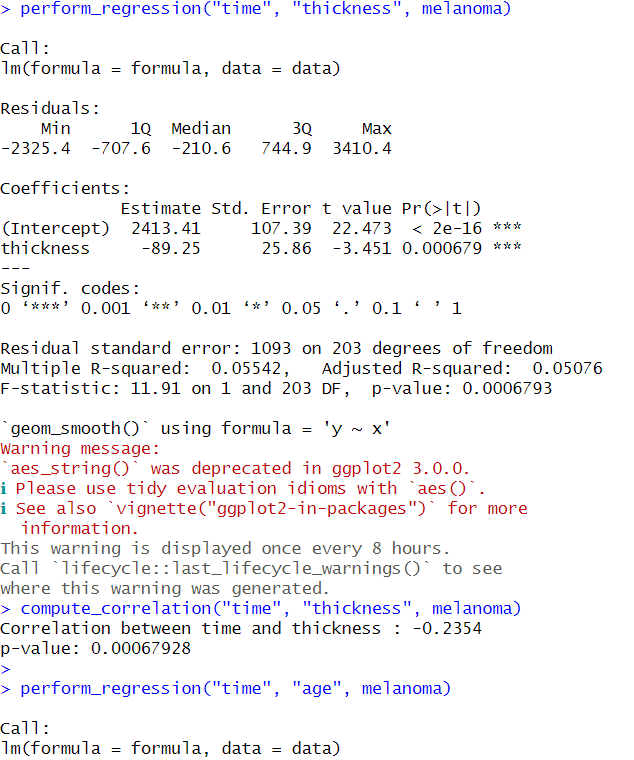 > perform_regression("time", "thickness", melanoma)
Call:
lm(formula = formula, data = data)
Residuals:
    Min      1Q  Median      3Q     Max
-2325.4  -707.6  -210.6   744.9  3410.4
Coefficients:
            Estimate Std. Error t value Pr(>|t|)
(Intercept)  2413.41     107.39  22.473  < 2e-16 ***
thickness     -89.25      25.86  -3.451 0.000679 ***
---
Signif. codes:
0 ‘***’ 0.001 ‘**’ 0.01 ‘*’ 0.05 ‘.’ 0.1 ‘ ’ 1
Residual standard error: 1093 on 203 degrees of freedom
Multiple R-squared:  0.05542,	Adjusted R-squared:  0.05076
F-statistic: 11.91 on 1 and 203 DF,  p-value: 0.0006793
`geom_smooth()` using formula = 'y ~ x'
Warning message:
`aes_string()` was deprecated in ggplot2 3.0.0.
ℹ Please use tidy evaluation idioms with `aes()`.
ℹ See also `vignette("ggplot2-in-packages")` for more
  information.
This warning is displayed once every 8 hours.
Call `lifecycle::last_lifecycle_warnings()` to see
where this warning was generated.
> compute_correlation("time", "thickness", melanoma)
Correlation between time and thickness : -0.2354
p-value: 0.00067928
>
> perform_regression("time", "age", melanoma)
Call:
lm(formula = formula, data = data)